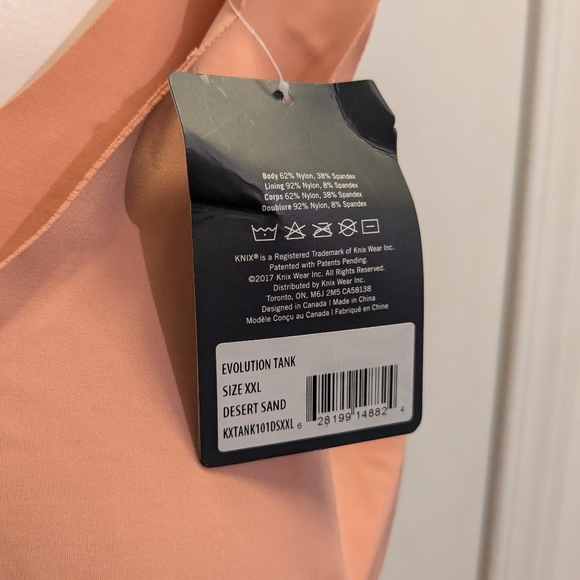 Body 62% Nylon, 38% Spandex
Lining 92% Nylon, 8% Spandex
Corps 62% Nylon, 38% Spandex
Doublure 92% Nylon, 8% Spandex
KNIX® is a Registered Trademark of Knix Wear Inc.
Patented with Patents Pending.
©2017 Knix Wear Inc. All Rights Reserved.
Distributed by Knix Wear Inc.
Toronto, ON, M6J 2M5 CA58138
Designed in Canada | Made in China
Modèle Conçu au Canada | Fabriqué en Chine
EVOLUTION TANK
SIZE XXL
DESERT SAND
KXTANK101DSXXL
6 28199 14882 4